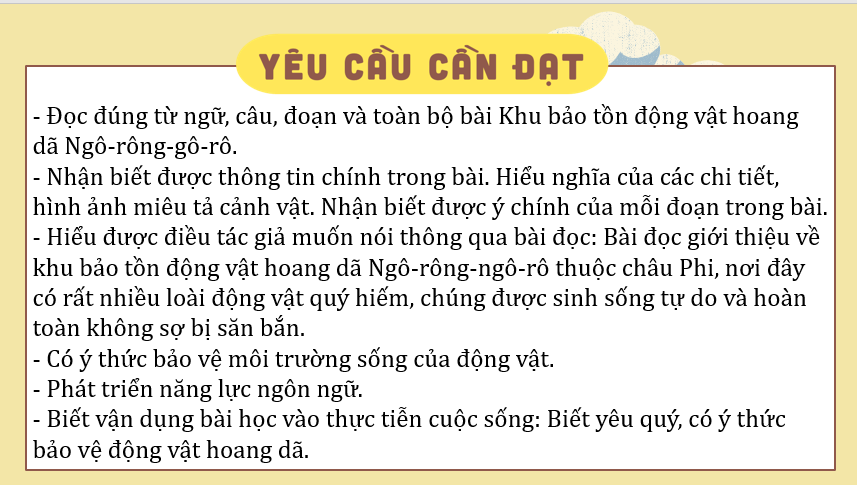 YÊU CẦU CẦN ĐẠT
- Đọc đúng từ ngữ, câu, đoạn và toàn bộ bài Khu bảo tồn động vật hoang
dã Ngô-rông-gô-rô.
- Nhận biết được thông tin chính trong bài. Hiểu nghĩa của các chi tiết,
hình ảnh miêu tả cảnh vật. Nhận biết được ý chính của mỗi đoạn trong bài.
- Hiểu được điều tác giả muốn nói thông qua bài đọc: Bài đọc giới thiệu về
khu bảo tồn động vật hoang dã Ngô-rông-ngô-rô thuộc châu Phi, nơi đây
có rất nhiều loài động vật quý hiếm, chúng được sinh sống tự do và hoàn
toàn không sợ bị săn bắn.
- Có ý thức bảo vệ môi trường sống của động vật.
- Phát triển năng lực ngôn ngữ.
- Biết vận dụng bài học vào thực tiễn cuộc sống: Biết yêu quý, có ý thức
bảo vệ động vật hoang dã.